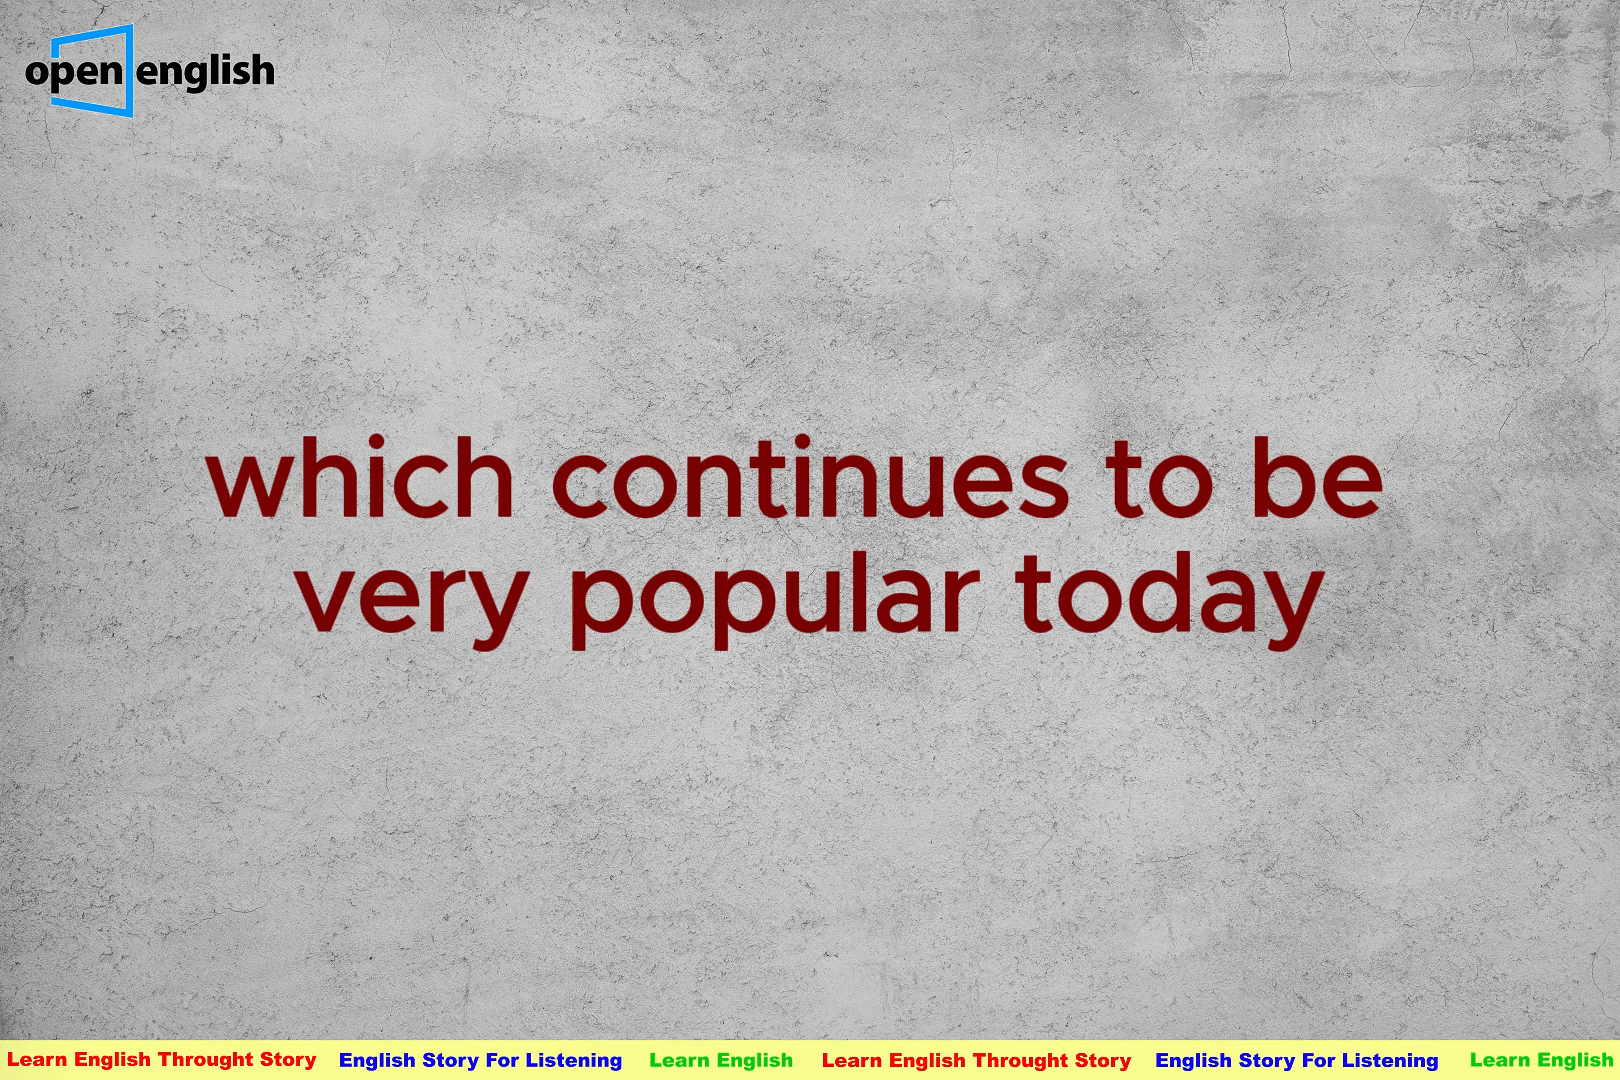 open english
which continues to be
very popular today
Learn English Throught Story English Story For Listening Learn English Learn English Throught Story English Story For Listening Learn English